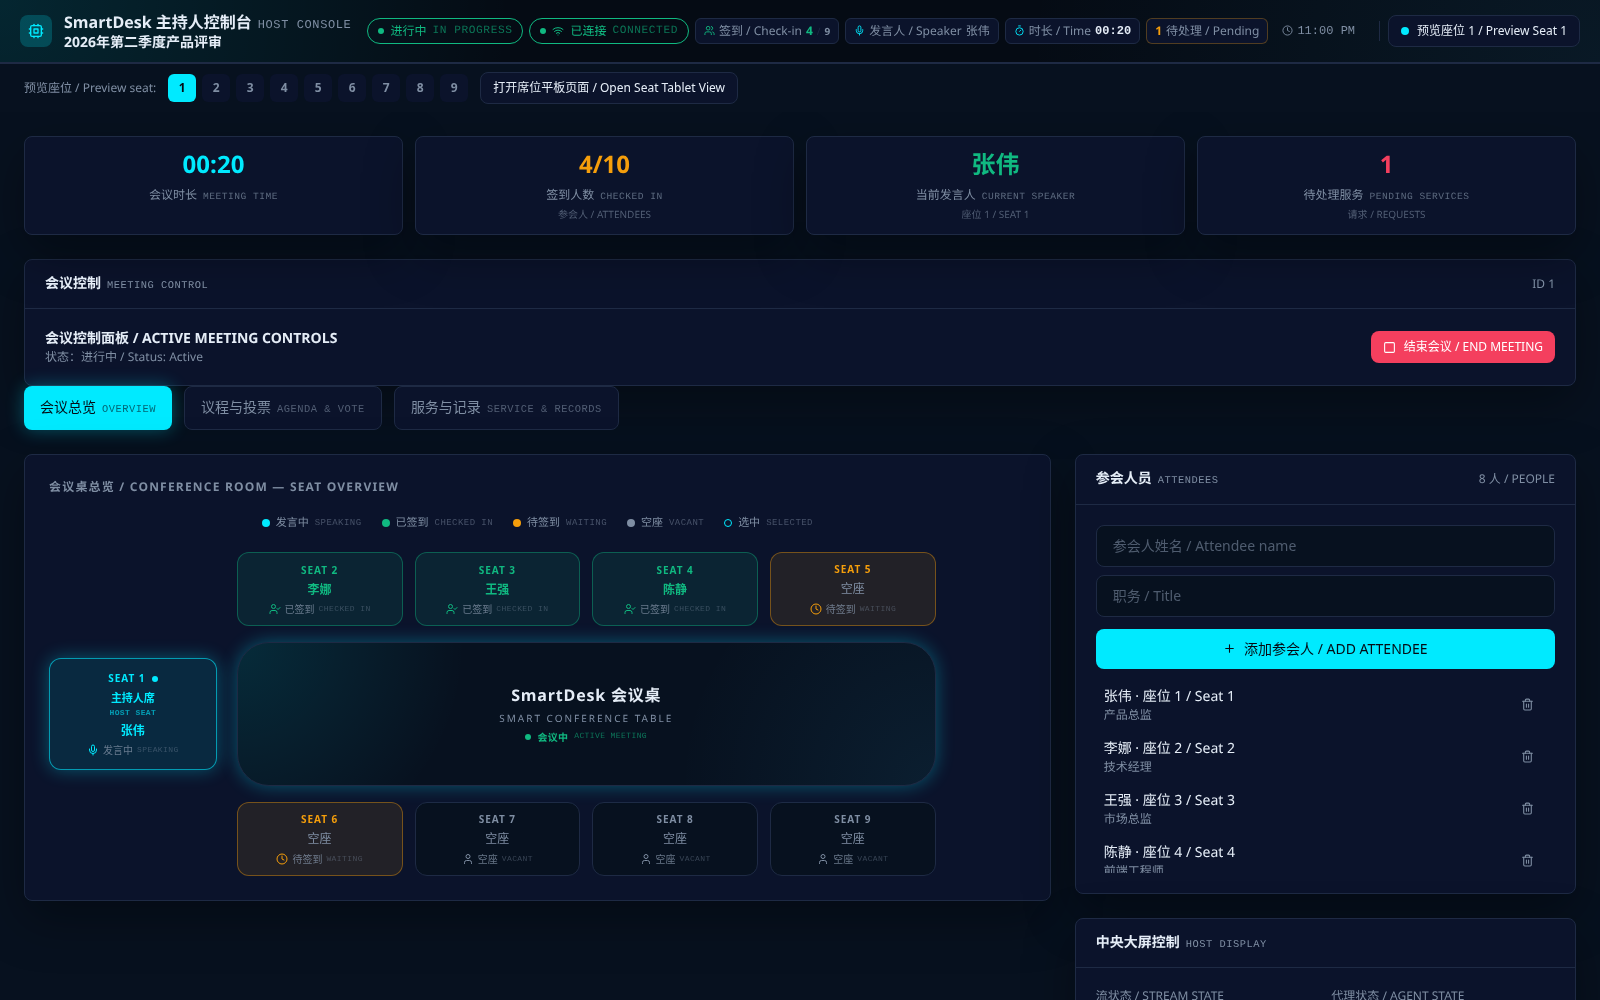 SmartDesk 主持人控制台 HOST CONSOLE
2026年第二季度产品评审
进行中 IN PROGRESS
已连接 CONNECTED
签到 / Check-in 4 / 9
发言人 / Speaker 张伟
时长 / Time 00:20
1 待处理 / Pending
11:00 PM
预览座位 1 / Preview Seat 1
预览座位 / Preview seat:
1 2 3 4 5 6 7 8 9
打开席位平板页面 / Open Seat Tablet View
00:20
会议时长 MEETING TIME
4/10
签到人数 CHECKED IN
参会人 / ATTENDEES
张伟
当前发言人 CURRENT SPEAKER
座位 1 / SEAT 1
1
待处理服务 PENDING SERVICES
请求 / REQUESTS
会议控制 MEETING CONTROL
ID 1
会议控制面板 / ACTIVE MEETING CONTROLS
状态：进行中 / Status: Active
结束会议 / END MEETING
会议总览 OVERVIEW
议程与投票 AGENDA & VOTE
服务与记录 SERVICE & RECORDS
会议桌总览 / CONFERENCE ROOM — SEAT OVERVIEW
发言中 SPEAKING
已签到 CHECKED IN
待签到 WAITING
空座 VACANT
选中 SELECTED
SEAT 2
李娜
已签到 CHECKED IN
SEAT 3
王强
已签到 CHECKED IN
SEAT 4
陈静
已签到 CHECKED IN
SEAT 5
空座
待签到 WAITING
SEAT 1
主持人席
HOST SEAT
张伟
发言中 SPEAKING
SmartDesk 会议桌
SMART CONFERENCE TABLE
会议中 ACTIVE MEETING
SEAT 6
空座
待签到 WAITING
SEAT 7
空座
空座 VACANT
SEAT 8
空座
空座 VACANT
SEAT 9
空座
空座 VACANT
参会人员 ATTENDEES
8 人 / PEOPLE
参会人姓名 / Attendee name
职务 / Title
+ 添加参会人 / ADD ATTENDEE
张伟 · 座位 1 / Seat 1
产品总监
李娜 · 座位 2 / Seat 2
技术经理
王强 · 座位 3 / Seat 3
市场总监
陈静 · 座位 4 / Seat 4
前端工程师
中央大屏控制 HOST DISPLAY
流状态 / STREAM STATE
代理状态 / AGENT STATE